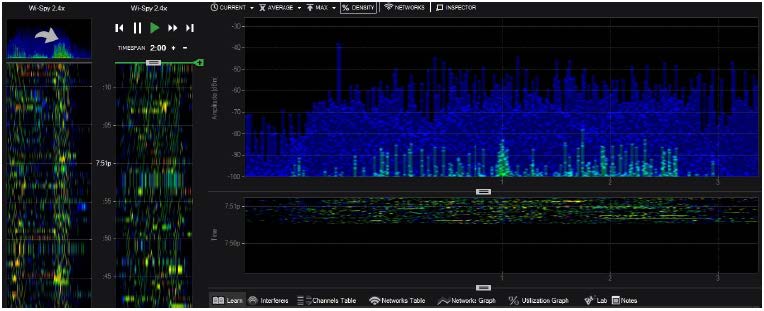 Wi-Spy 2.4x
Wi-Spy 2.4x
CURRENT AVERAGE MAX % DENSITY NETWORKS INSPECTOR
TIMESPAN 2:00 + -
Amplitude [dBm]
-30
-40
-50
-60
-70
-80
-90
-100
1 2 3
:10
:05
7:51p
:55
:50
:45
Time
7:51p
7:50p
1 2 3
Learn Interferers Channels Table Networks Table Networks Graph Utilization Graph Lab Notes